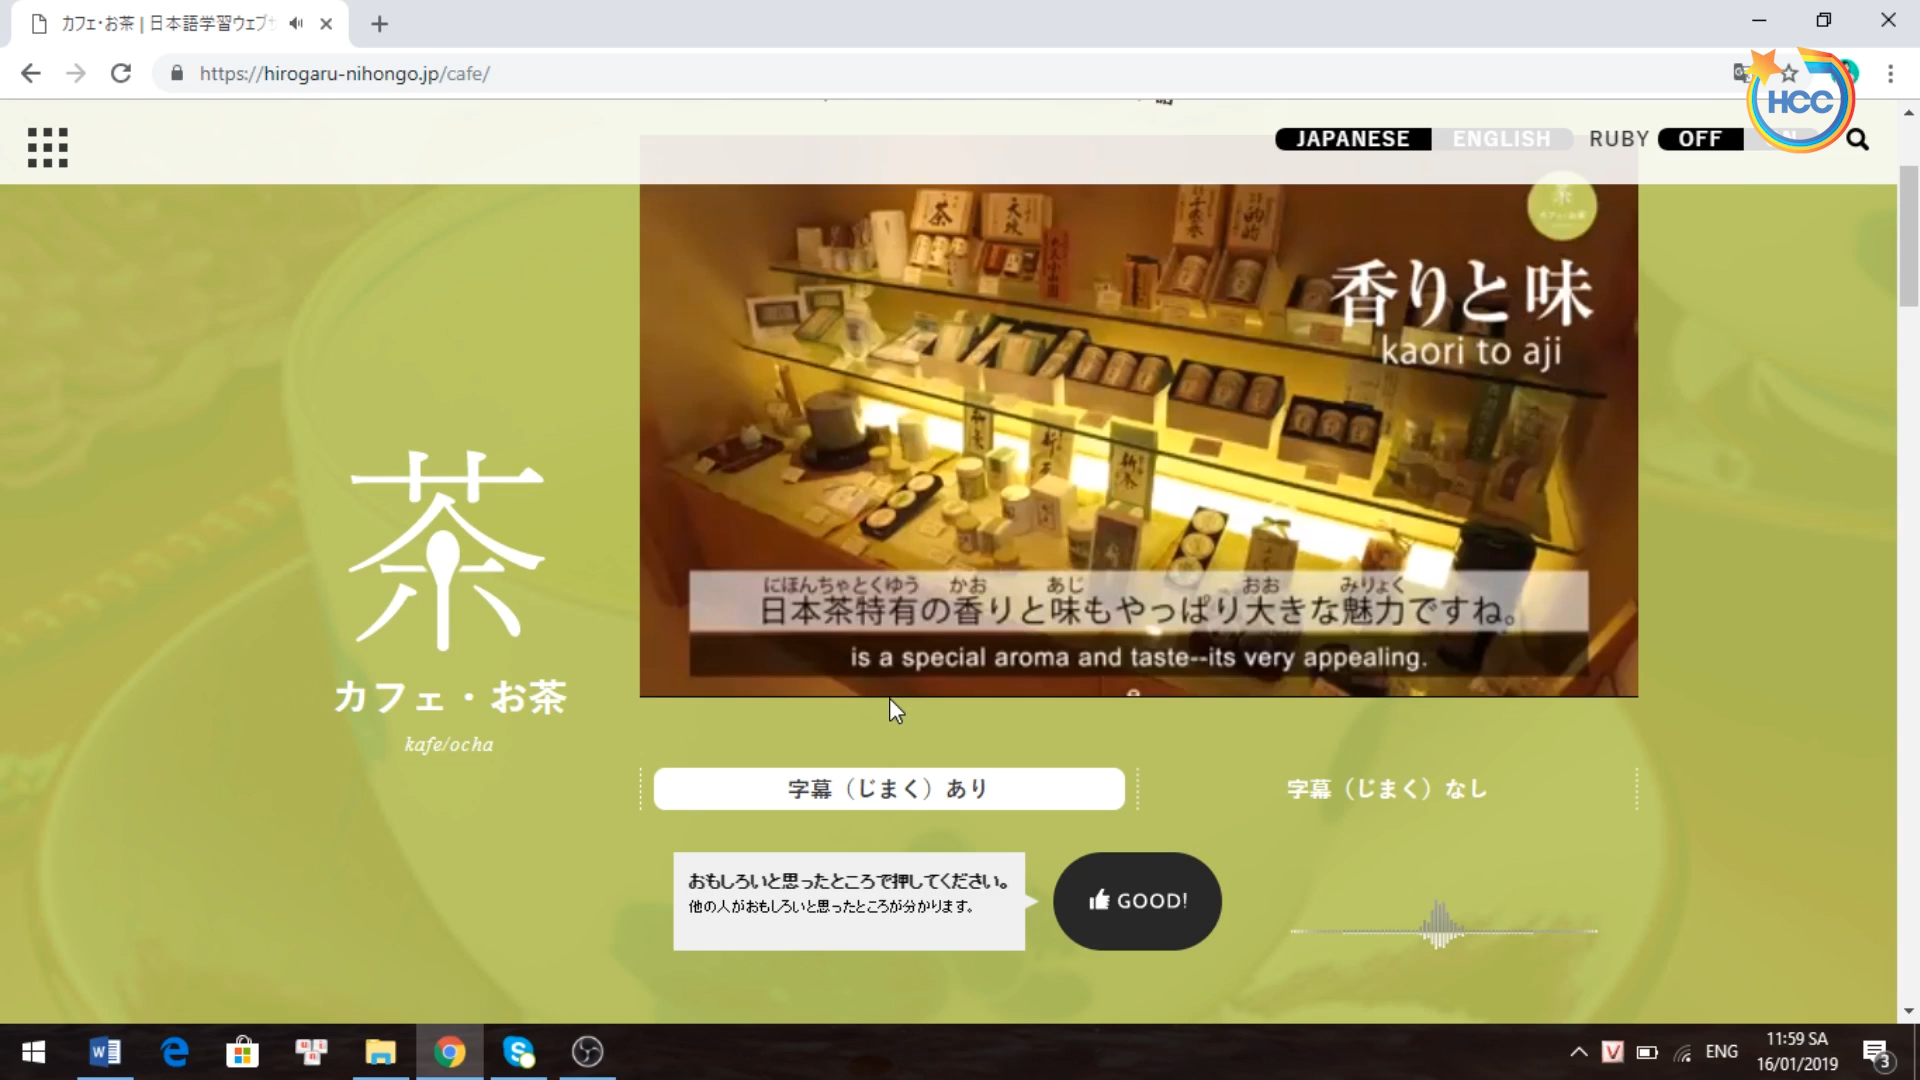 カフェ・お茶 | 日本語学習ウェブ
https://hirogaru-nihongo.jp/cafe/
HCC
JAPANESE ENGLISH RUBY OFF
茶
天
香りと味
kaori to aji
新茶
にほんちゃとくゆう かお あじ おお みりょく
日本茶特有の香りと味もやっぱり大きな魅力ですね。
is a special aroma and taste--its very appealing.
茶
カフェ・お茶
kafe/ocha
字幕（じまく）あり 字幕（じまく）なし
おもしろいと思ったところで押してください。
他の人がおもしろいと思ったところが分かります。
GOOD!
ENG
11:59 SA
16/01/2019
3